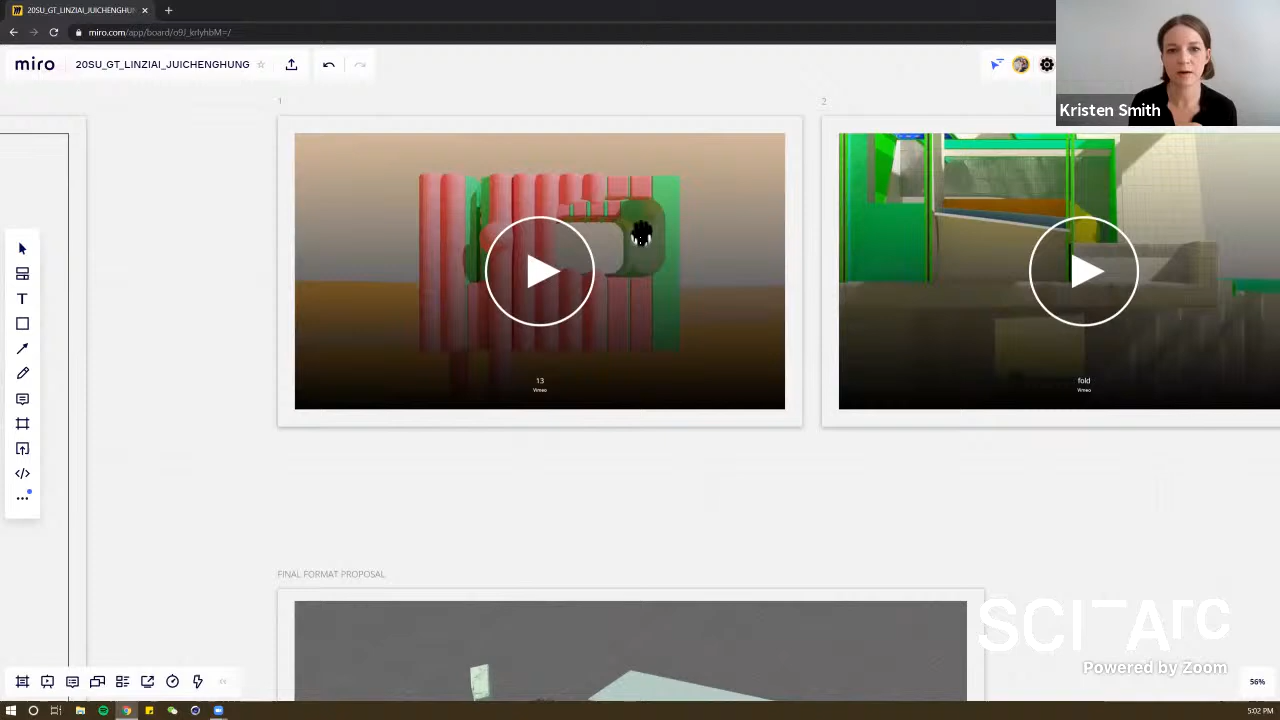 20SU_GT_LINZIAI_JUICHENGHUN
miro.com/app/board/o9J_krlyhbM=/
miro
20SU_GT_LINZIAI_JUICHENGHUNG
Kristen Smith
1
2
13
Vimeo
fold
Vimeo
T
FINAL FORMAT PROPOSAL
SCI-Arc
Powered by Zoom
56%
5:02 PM